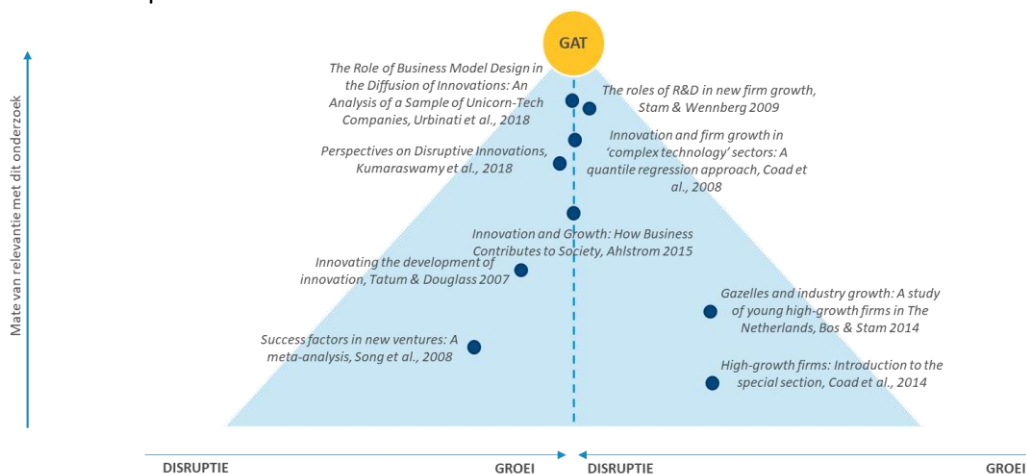 GAT
The Role of Business Model Design in
the Diffusion of Innovations: An
Analysis of a Sample of Unicorn-Tech
Companies, Urbinati et al., 2018
The roles of R&D in new firm growth,
Stam & Wennberg 2009
Perspectives on Disruptive Innovations,
Kumaraswamy et al., 2018
Innovation and firm growth in
'complex technology' sectors: A
quantile regression approach, Coad et
al., 2008
Innovation and Growth: How Business
Contributes to Society, Ahlstrom 2015
Innovating the development of
innovation, Tatum & Douglass 2007
Gazelles and industry growth: A study
of young high-growth firms in The
Netherlands, Bos & Stam 2014
Success factors in new ventures: A
meta-analysis, Song et al., 2008
High-growth firms: Introduction to the
special section, Coad et al., 2014
Mate van relevantie met dit onderzoek
DISRUPTIE GROEI DISRUPTIE GROEI